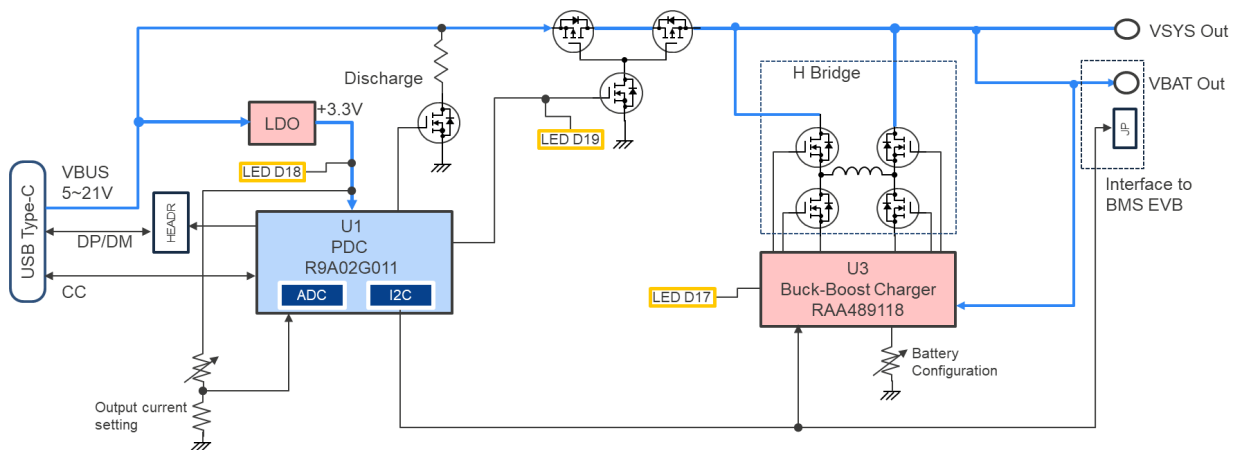 VSYS Out
H Bridge
Discharge
VBAT Out
+3.3V
LDO
LED D19
JP
LED D18
VBUS
5~21V
Interface to
BMS EVB
USB Type-C
HEADR
U1
PDC
R9A02G011
DP/DM
U3
Buck-Boost Charger
RAA489118
CC
ADC
I2C
LED D17
Battery
Configuration
Output current
setting